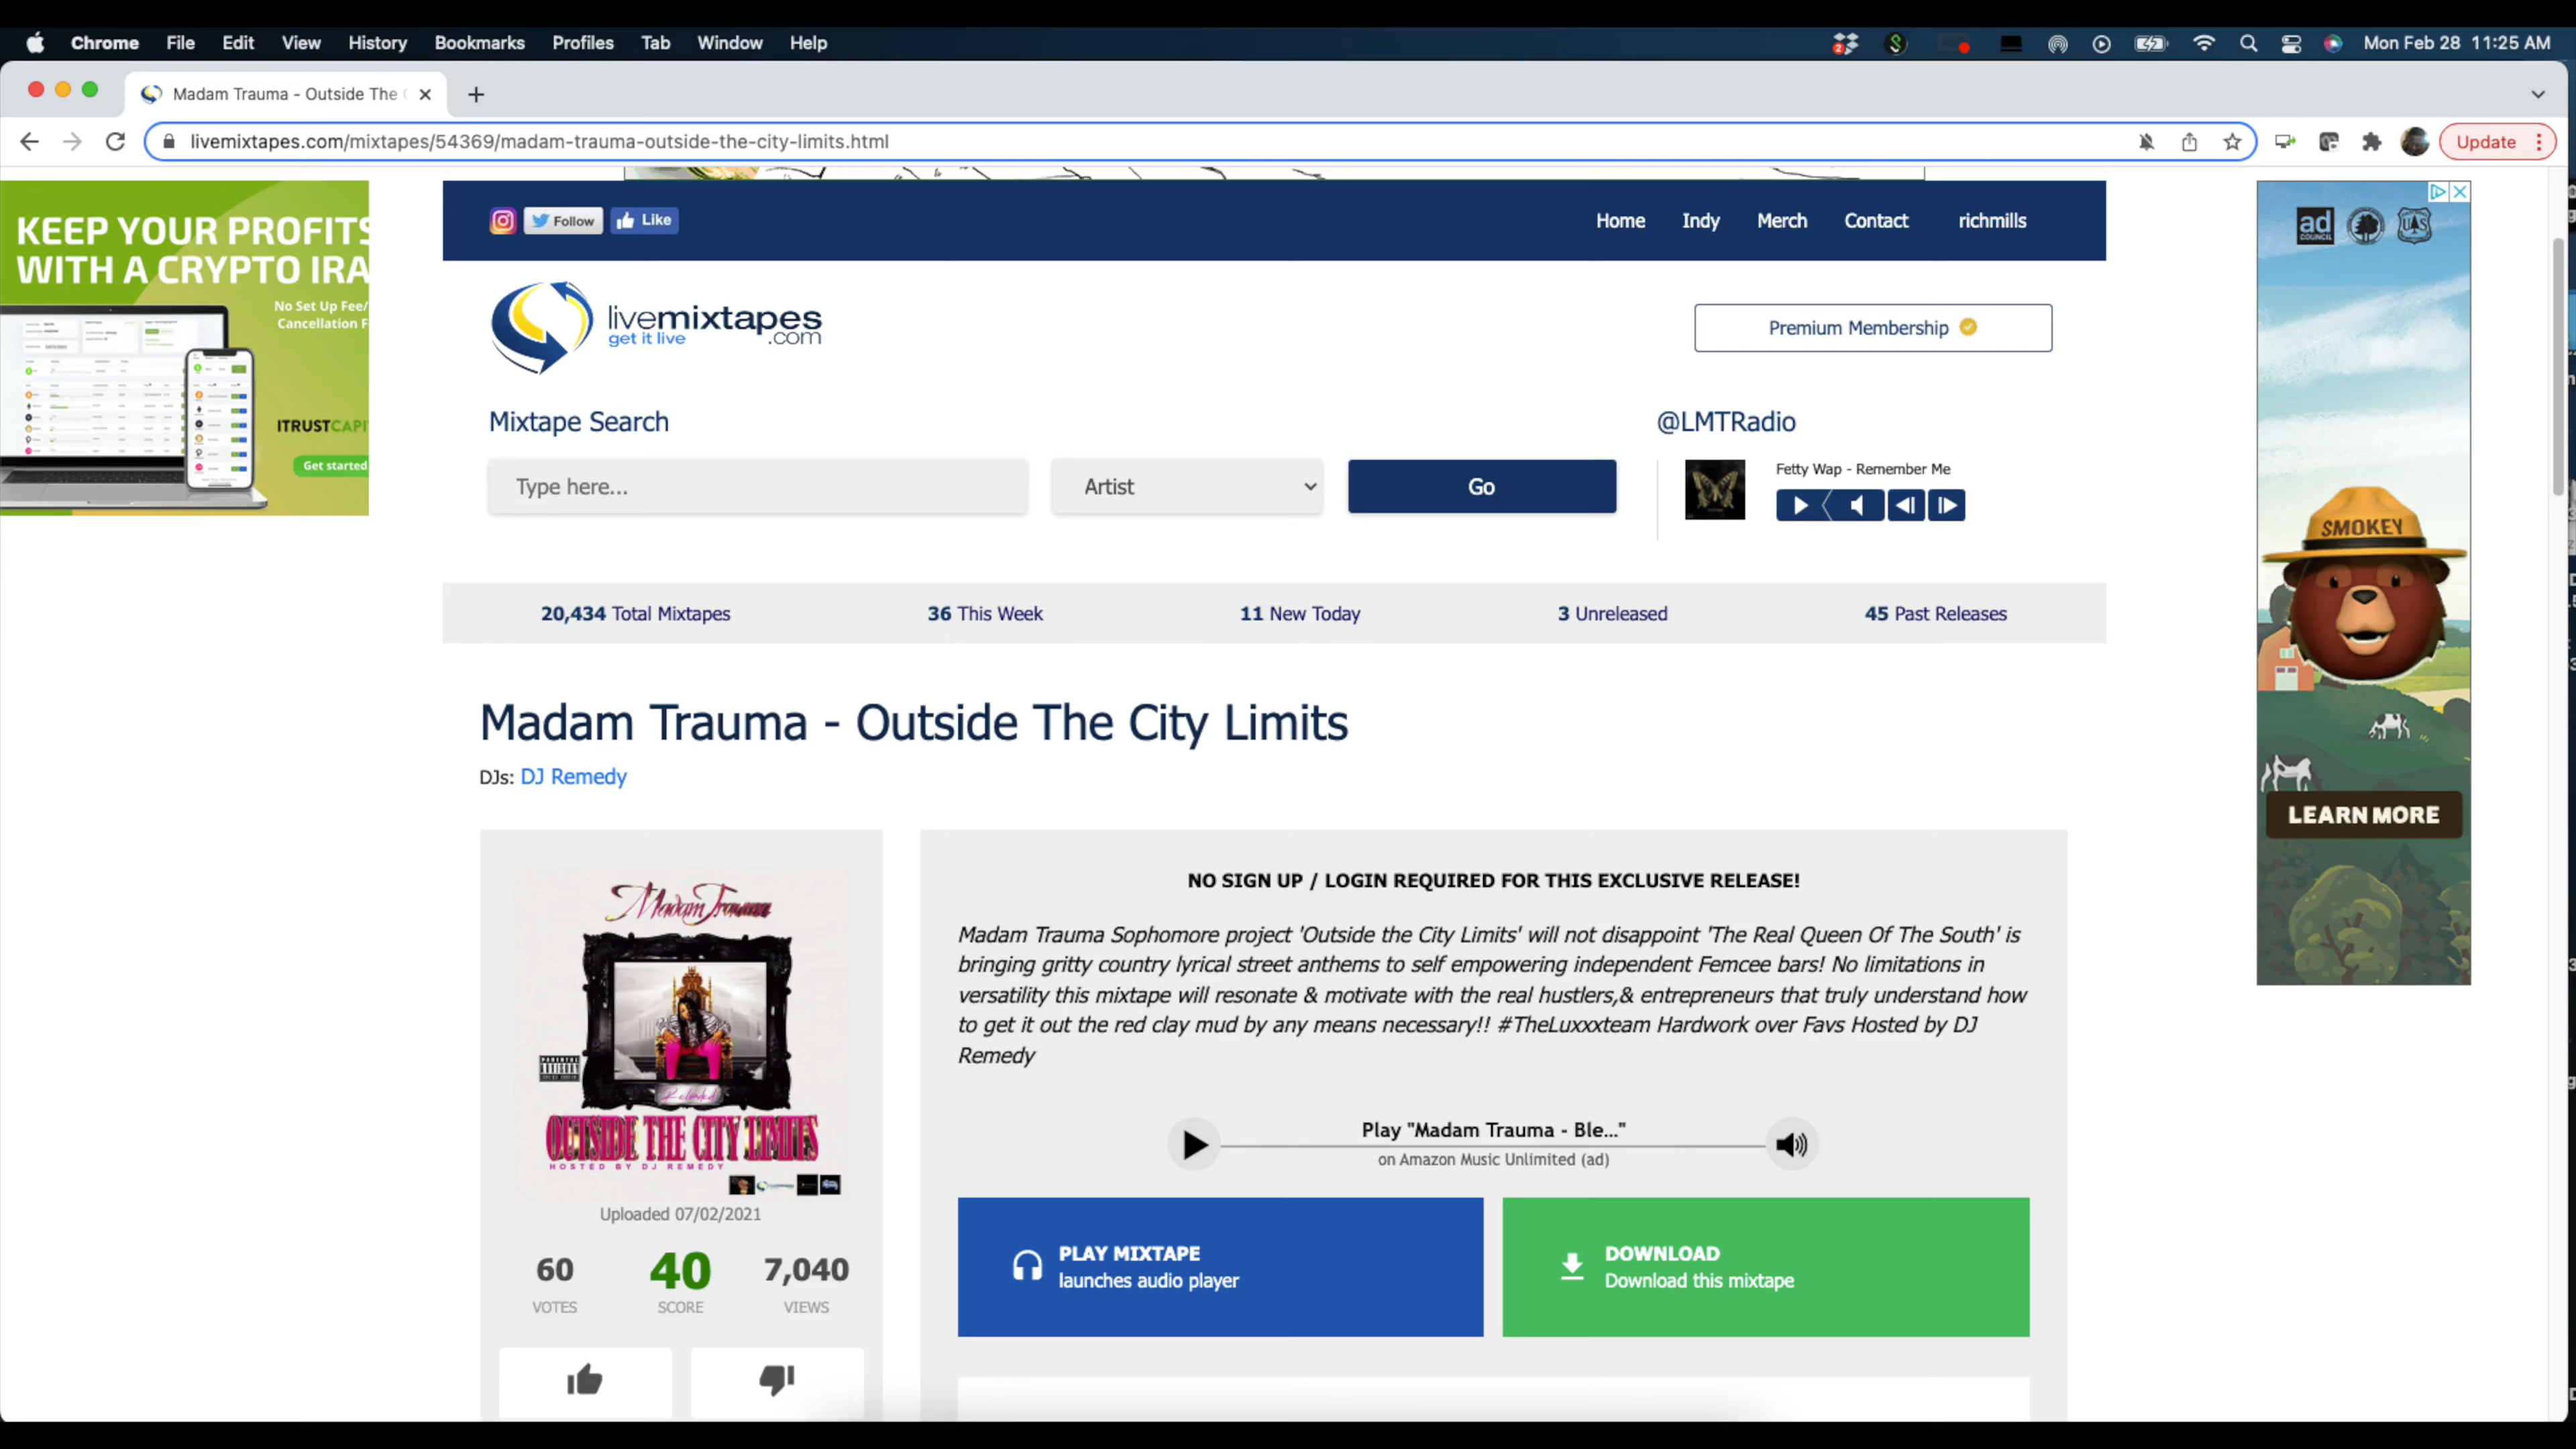 Chrome File Edit View History Bookmarks Profiles Tab Window Help
2
Mon Feb 28 11:25 AM
Madam Trauma - Outside The
livemixtapes.com/mixtapes/54369/madam-trauma-outside-the-city-limits.html
Update
KEEP YOUR PROFITS
WITH A CRYPTO IRA
No Set Up Fee/
Cancellation F
ITRUSTCAPI
Get started
Follow
Like
Home Indy Merch Contact richmills
livemixtapes
get it live .com
Premium Membership
Mixtape Search
@LMTRadio
Type here...
Artist
Go
Fetty Wap - Remember Me
20,434 Total Mixtapes
36 This Week
11 New Today
3 Unreleased
45 Past Releases
Madam Trauma - Outside The City Limits
DJs: DJ Remedy
NO SIGN UP / LOGIN REQUIRED FOR THIS EXCLUSIVE RELEASE!
Madam Trauma Sophomore project 'Outside the City Limits' will not disappoint 'The Real Queen Of The South' is
bringing gritty country lyrical street anthems to self empowering independent Femcee bars! No limitations in
versatility this mixtape will resonate & motivate with the real hustlers,& entrepreneurs that truly understand how
to get it out the red clay mud by any means necessary!! #TheLuxxxteam Hardwork over Favs Hosted by DJ
Remedy
Play "Madam Trauma - Ble..."
on Amazon Music Unlimited (ad)
PLAY MIXTAPE
launches audio player
DOWNLOAD
Download this mixtape
Madam Trauma
PARENTAL
ADVISORY
Reloaded
OUTSIDE THE CITY LIMITS
HOSTED BY DJ REMEDY
Uploaded 07/02/2021
60
VOTES
40
SCORE
7,040
VIEWS
ad
COUNCIL
UAS
SMOKEY
LEARN MORE